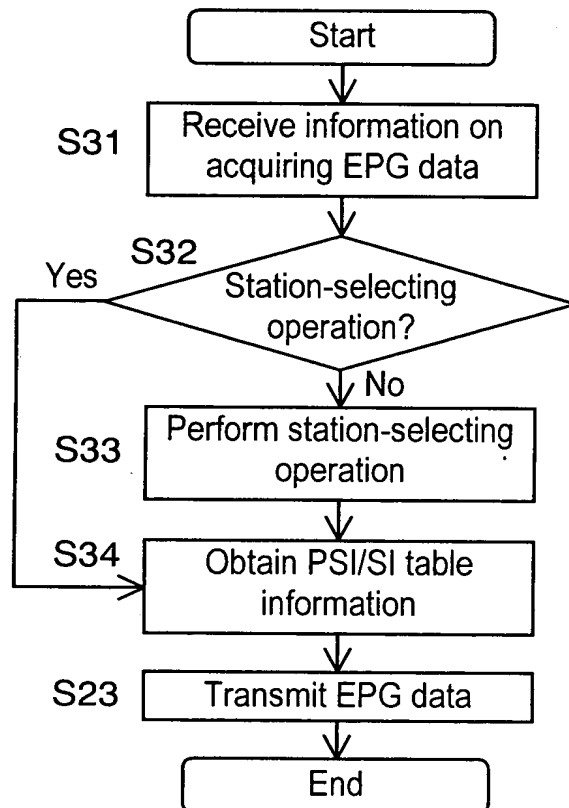 Start
S31
Receive information on
acquiring EPG data
S32
Yes
Station-selecting
operation?
No
S33
Perform station-selecting
operation
S34
Obtain PSI/SI table
information
S23
Transmit EPG data
End